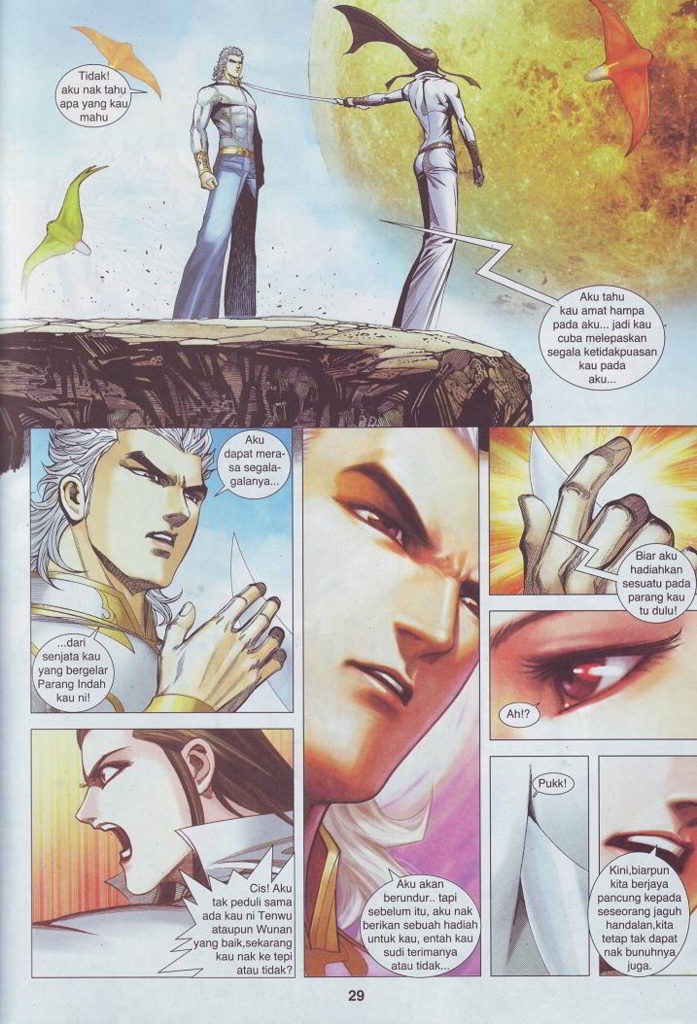 Tidak!
aku nak tahu
apa yang kau
mahu
Aku tahu
kau amat hampa
pada aku... jadi kau
cuba melepaskan
segala ketidakpuasan
kau pada
aku...
Aku
dapat mera-
sa segala-
galanya...
...dari
senjata kau
yang bergelar
Parang Indah
kau ni!
Cis! Aku
tak peduli sama
ada kau ni Tenwu
ataupun Wunan
yang baik,sekarang
kau nak ke tepi
atau tidak?
Aku akan
berundur.. tapi
sebelum itu, aku nak
berikan sebuah hadiah
untuk kau, entah kau
sudi terimanya
atau tidak...
Biar aku
hadiahkan
sesuatu pada
parang kau
tu dulu!
Ah!?
Pukk!
Kini,biarpun
kita berjaya
pancung kepada
seseorang jaguh
handalan,kita
tetap tak dapat
nak bunuhnya
juga.
29